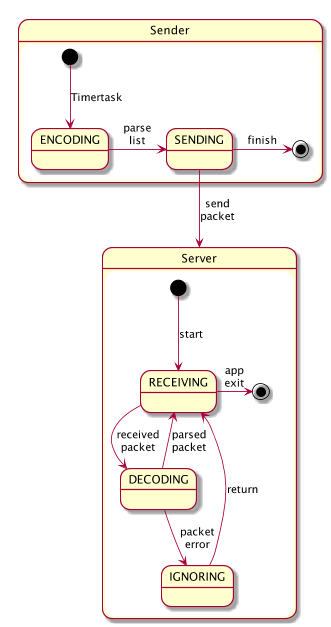 Sender
Timertask
ENCODING
parse
list
SENDING
finish
send
packet
Server
start
RECEIVING
app
exit
received
packet
parsed
packet
DECODING
return
packet
error
IGNORING